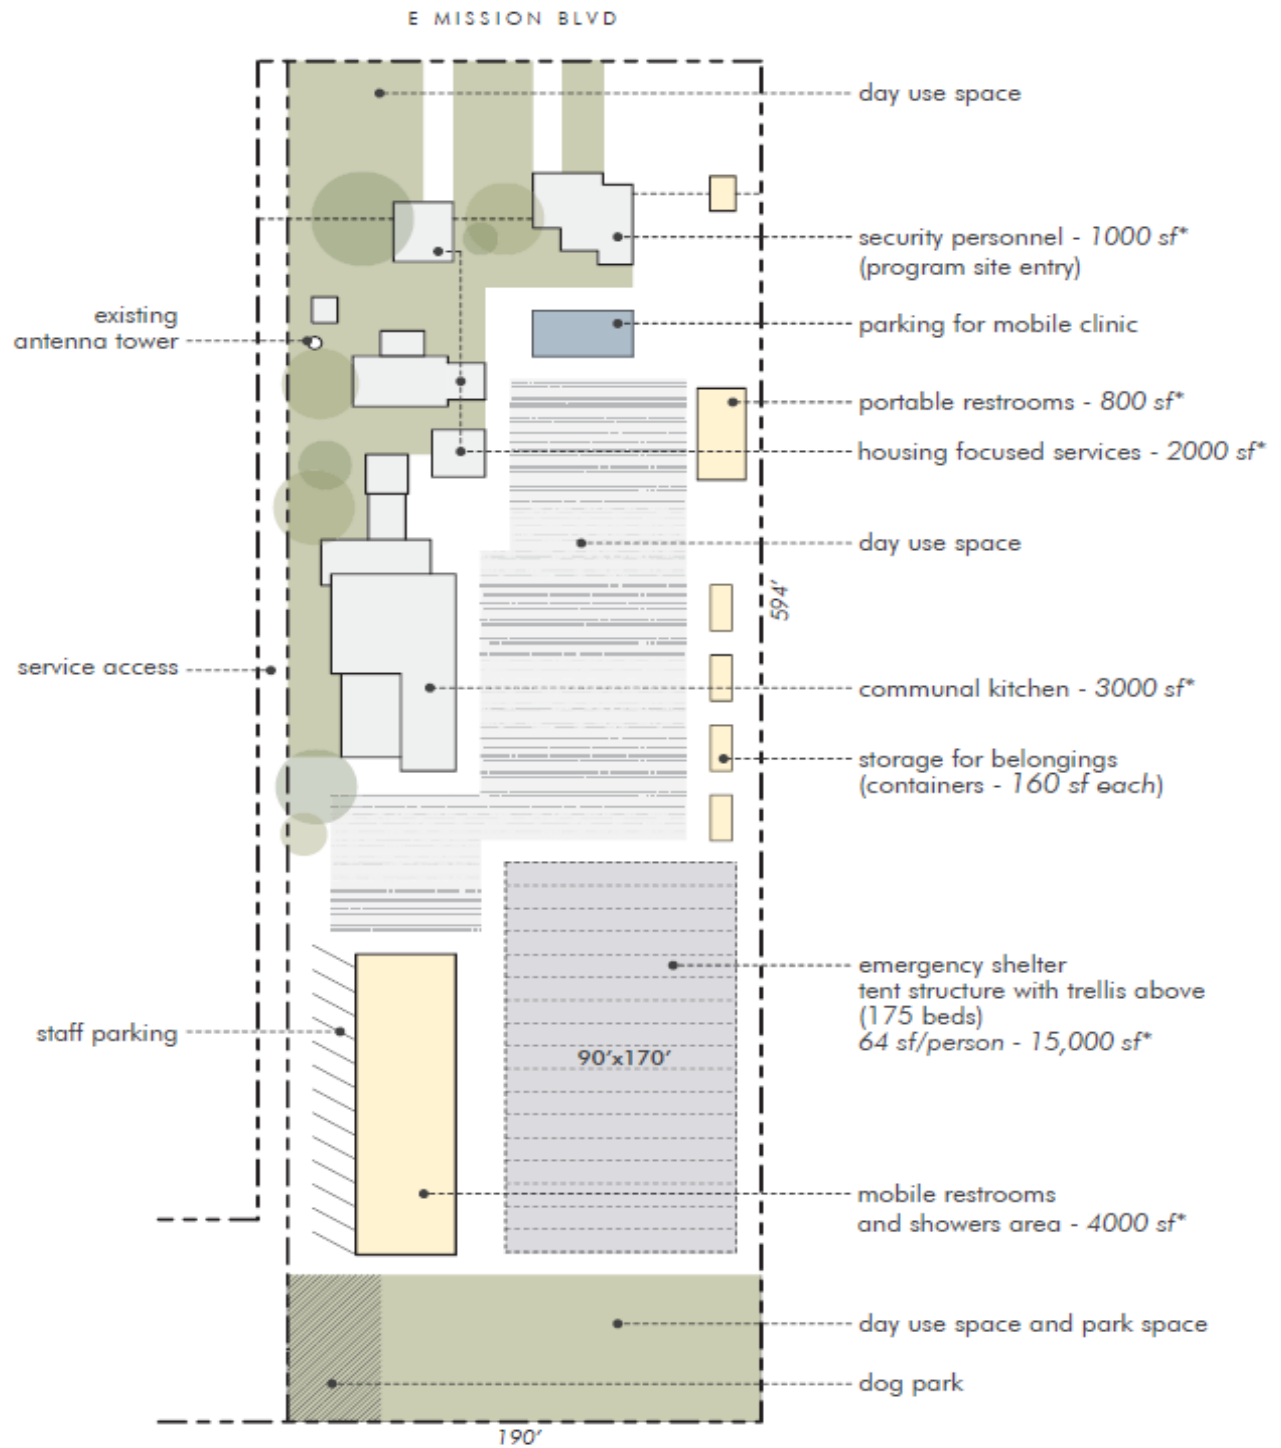 E MISSION BLVD
day use space
security personnel - 1000 sf*
(program site entry)
existing
antenna tower
parking for mobile clinic
portable restrooms - 800 sf*
housing focused services - 2000 sf*
day use space
594'
service access
communal kitchen - 3000 sf*
storage for belongings
(containers - 160 sf each)
emergency shelter
tent structure with trellis above
(175 beds)
64 sf/person - 15,000 sf*
staff parking
90'x170'
mobile restrooms
and showers area - 4000 sf*
day use space and park space
dog park
190'